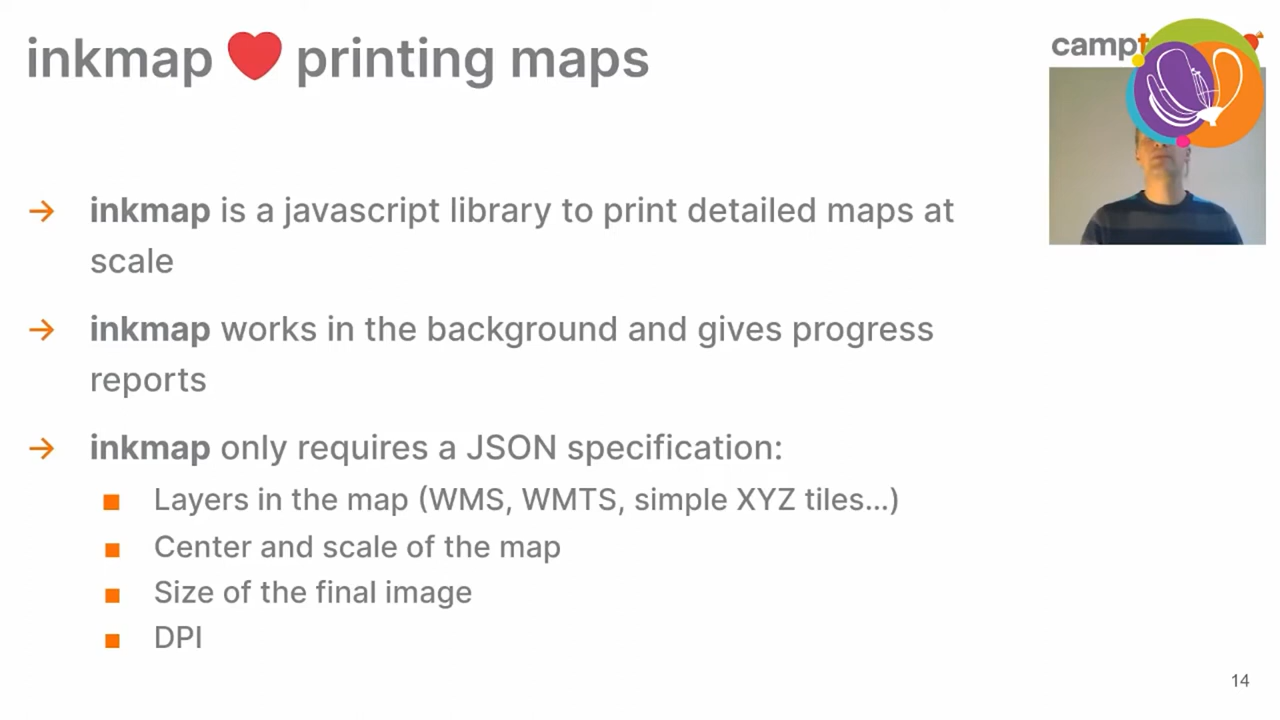 inkmap ❤ printing maps
camp
→ inkmap is a javascript library to print detailed maps at
scale
→ inkmap works in the background and gives progress
reports
→ inkmap only requires a JSON specification:
■ Layers in the map (WMS, WMTS, simple XYZ tiles...)
■ Center and scale of the map
■ Size of the final image
■ DPI
14